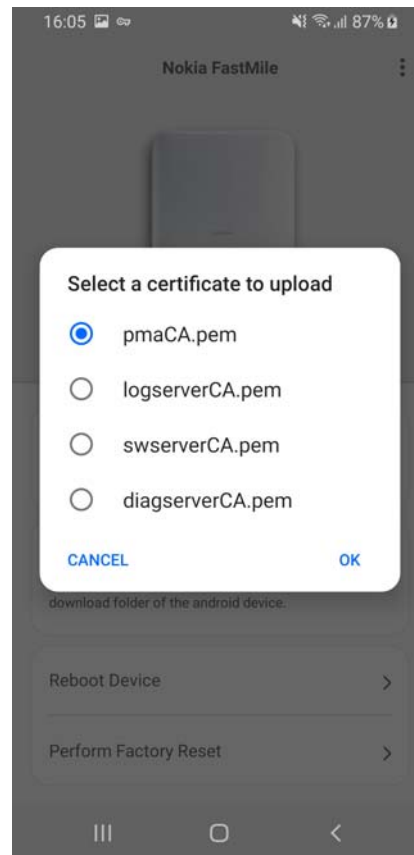 16:05 87%
Nokia FastMile
Select a certificate to upload
pmaCA.pem
logserverCA.pem
swserverCA.pem
diagserverCA.pem
CANCEL OK
download folder of the android device.
Reboot Device
Perform Factory Reset